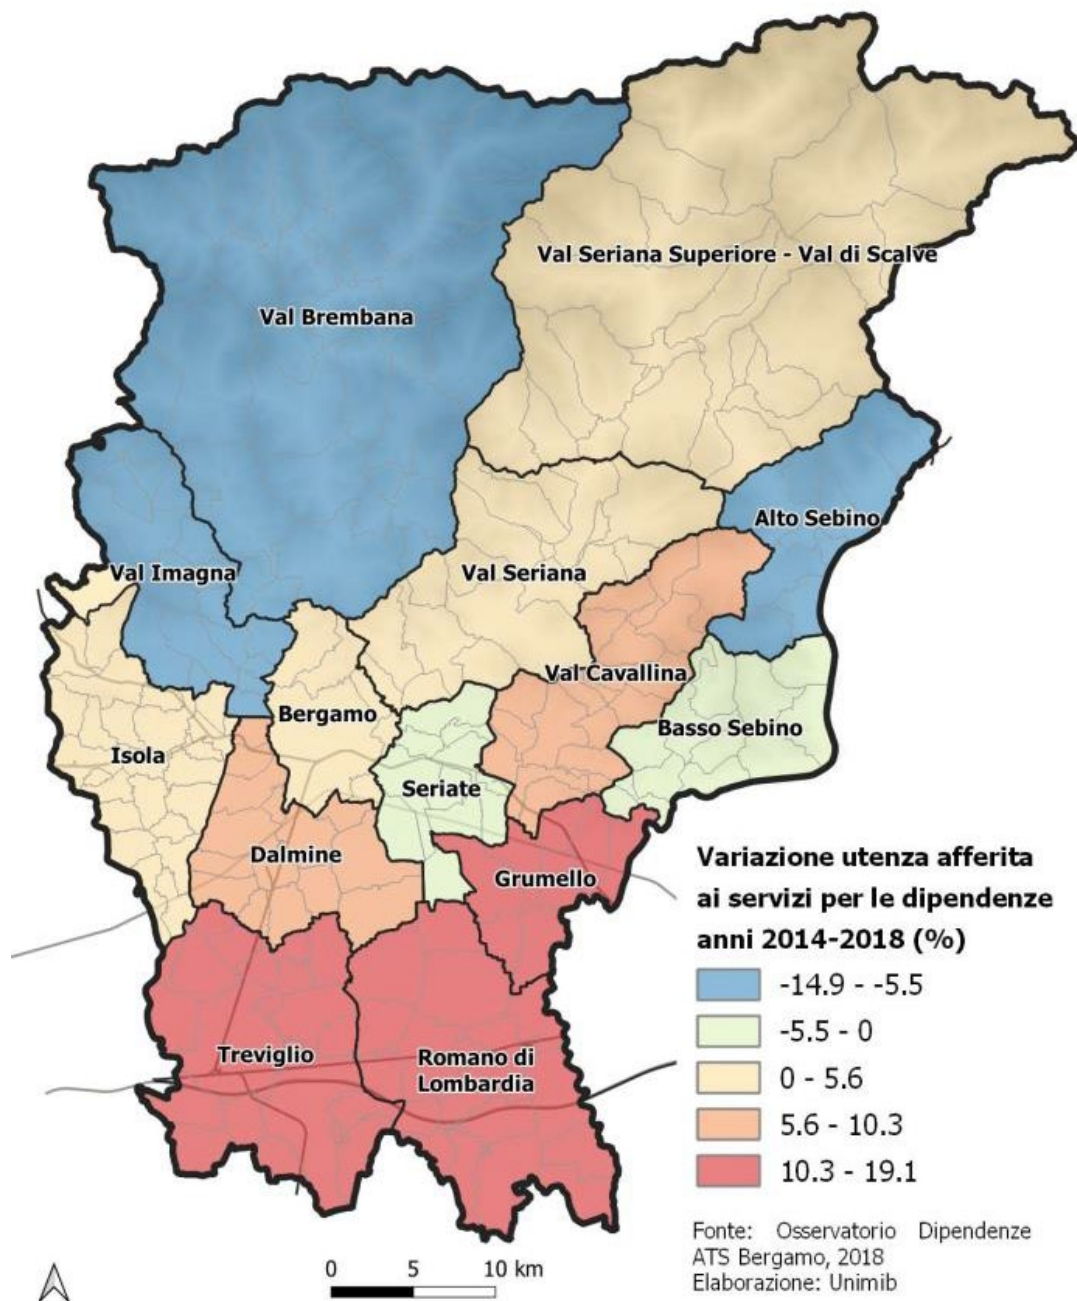 Val Seriana Superiore - Val di Scalve
Val Brembana
Alto Sebino
Val Imagna
Val Seriana
Val Cavallina
Bergamo
Basso Sebino
Isola
Seriate
Dalmine
Grumello
Treviglio
Romano di
Lombardia
Variazione utenza afferita
ai servizi per le dipendenze
anni 2014-2018 (%)
-14.9 - -5.5
-5.5 - 0
0 - 5.6
5.6 - 10.3
10.3 - 19.1
Fonte: Osservatorio Dipendenze
ATS Bergamo, 2018
Elaborazione: Unimib
0 5 10 km